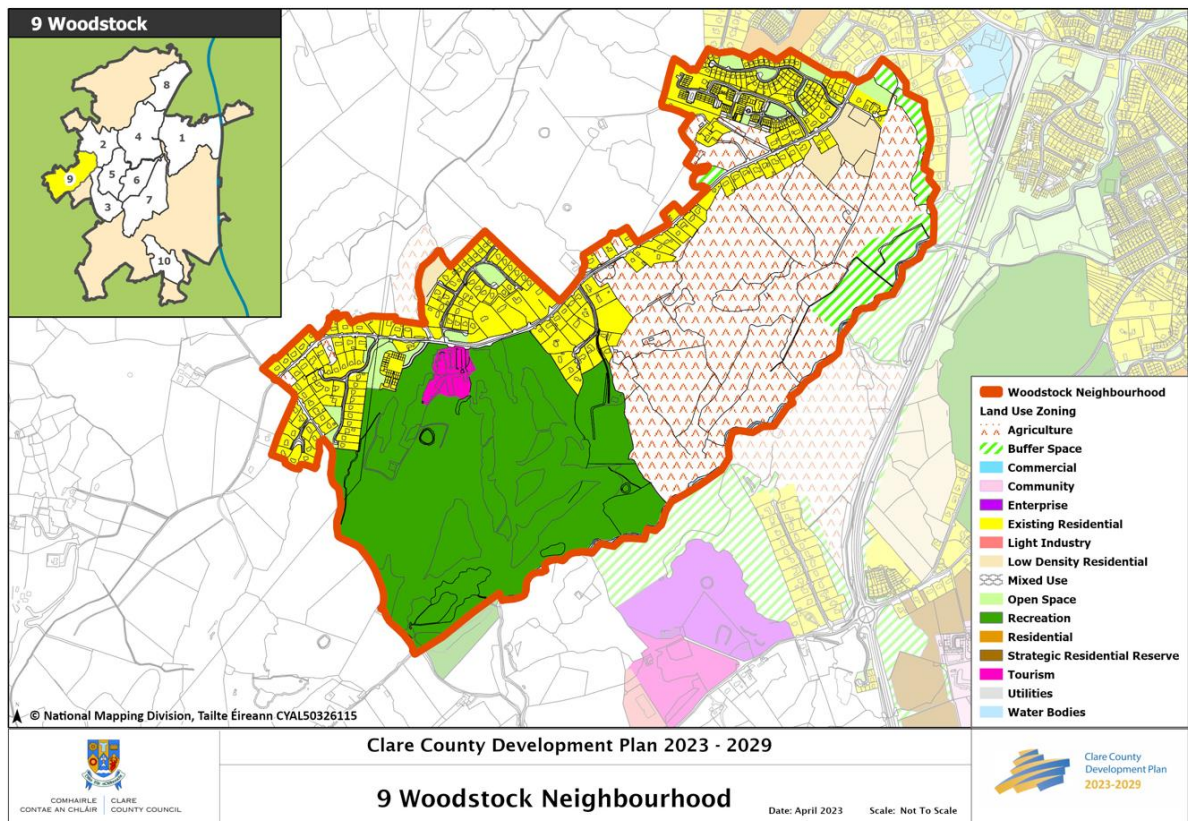 9 Woodstock
8
1
4
2
9
5
6
3
7
10
Woodstock Neighbourhood
Land Use Zoning
Agriculture
Buffer Space
Commercial
Community
Enterprise
Existing Residential
Light Industry
Low Density Residential
Mixed Use
Open Space
Recreation
Residential
Strategic Residential Reserve
Tourism
Utilities
Water Bodies
© National Mapping Division, Tailte Éireann CYAL50326115
Clare County Development Plan 2023 - 2029
9 Woodstock Neighbourhood
Date: April 2023
Scale: Not To Scale
COMHAIRLE CONTAE AN CHLÁIR
CLARE COUNTY COUNCIL
Clare County
Development Plan
2023-2029